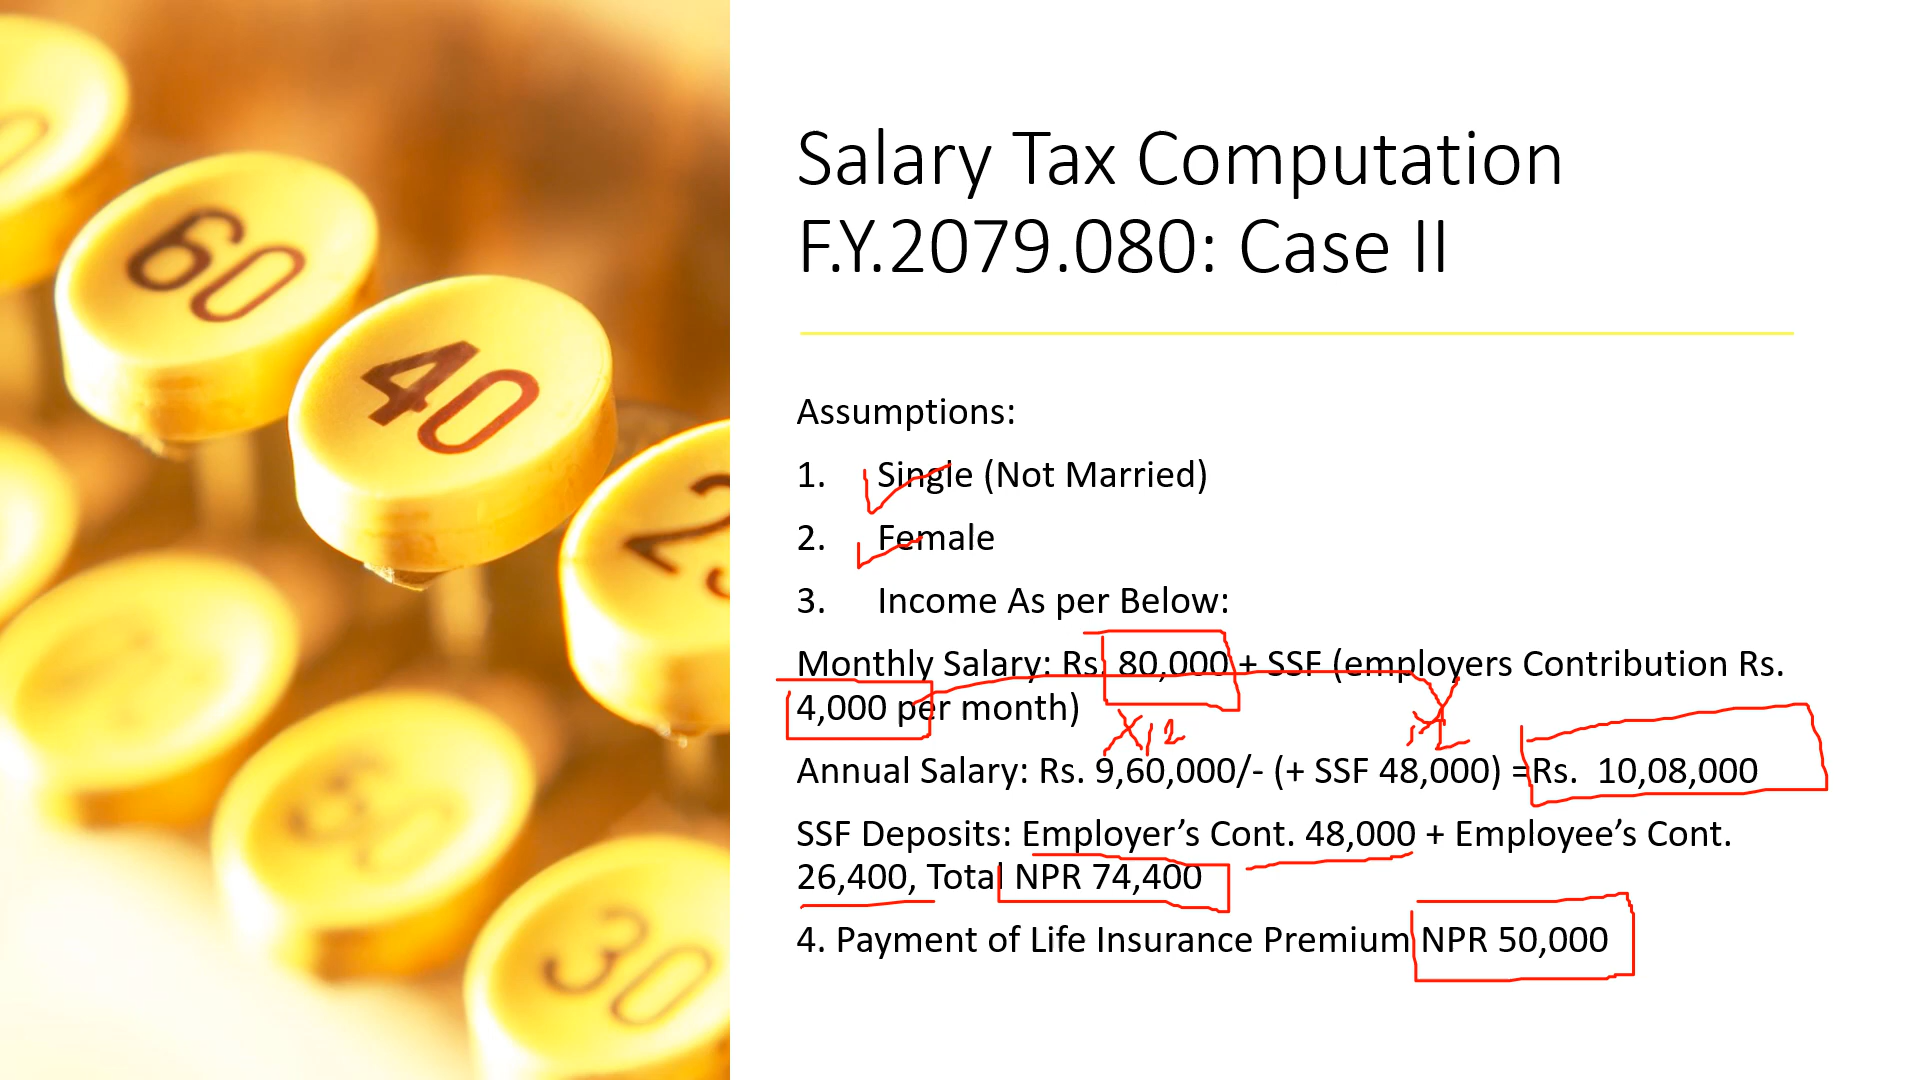 60
40
30
Salary Tax Computation
F.Y.2079.080: Case II
Assumptions:
1. Single (Not Married)
2. Female
3. Income As per Below:
Monthly Salary: Rs. 80,000 + SSF (employers Contribution Rs.
4,000 per month)
X12
Annual Salary: Rs. 9,60,000/- (+ SSF 48,000) =Rs. 10,08,000
SSF Deposits: Employer’s Cont. 48,000 + Employee’s Cont.
26,400, Total NPR 74,400
4. Payment of Life Insurance Premium NPR 50,000